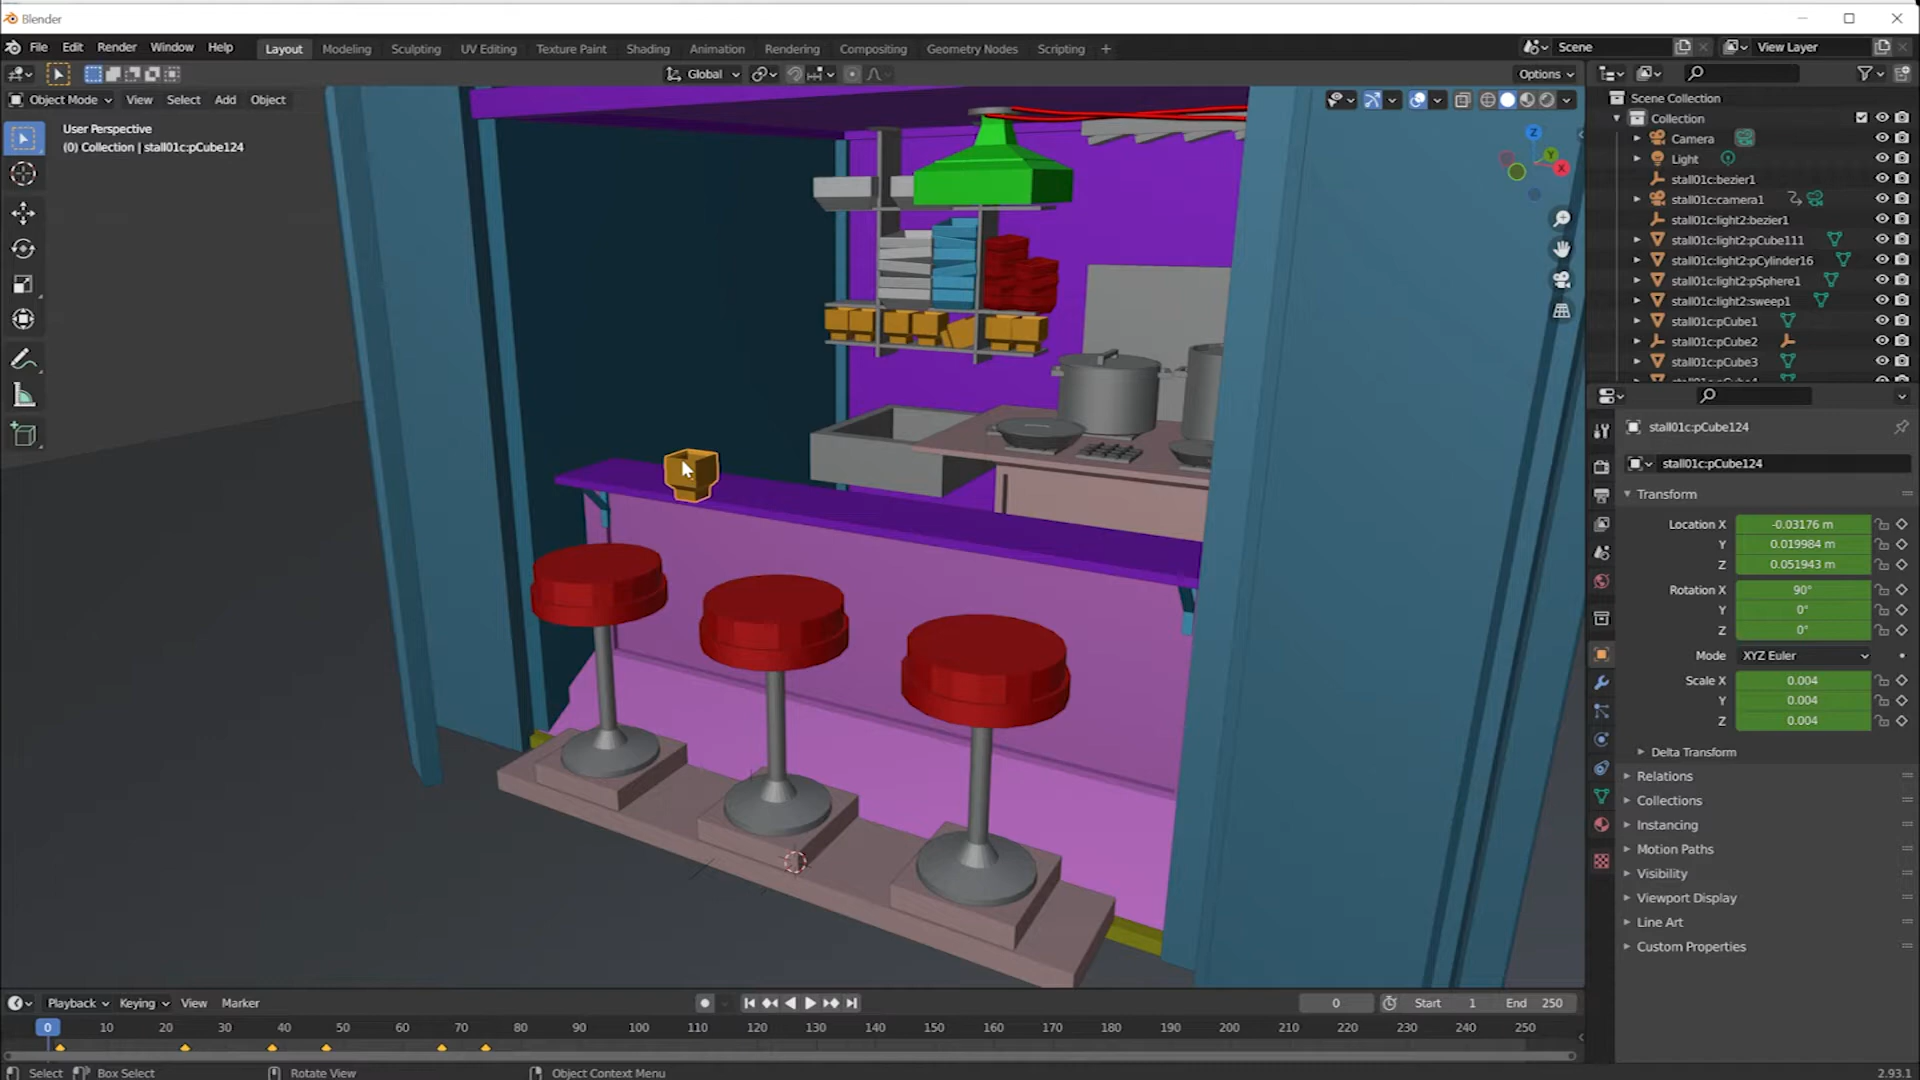 Blender
File Edit Render Window Help Layout Modeling Sculpting UV Editing Texture Paint Shading Animation Rendering Compositing Geometry Nodes Scripting + Scene View Layer
Global Options
Object Mode View Select Add Object
User Perspective
(0) Collection | stall01c:pCube124
Z
Y
X
Scene Collection
Collection
Camera
Light
stall01c:bezier1
stall01c:camera1
stall01c:light2:bezier1
stall01c:light2:pCube111
stall01c:light2:pCylinder16
stall01c:light2:pSphere1
stall01c:light2:sweep1
stall01c:pCube1
stall01c:pCube2
stall01c:pCube3
stall01c:pCube124
stall01c:pCube124
Transform
Location X -0.03176 m
Y 0.019984 m
Z 0.051943 m
Rotation X 90°
Y 0°
Z 0°
Mode XYZ Euler
Scale X 0.004
Y 0.004
Z 0.004
Delta Transform
Relations
Collections
Instancing
Motion Paths
Visibility
Viewport Display
Line Art
Custom Properties
Playback Keying View Marker 0 Start 1 End 250
0 10 20 30 40 50 60 70 80 90 100 110 120 130 140 150 160 170 180 190 200 210 220 230 240 250
Select Box Select Rotate View Object Context Menu 2.93.1